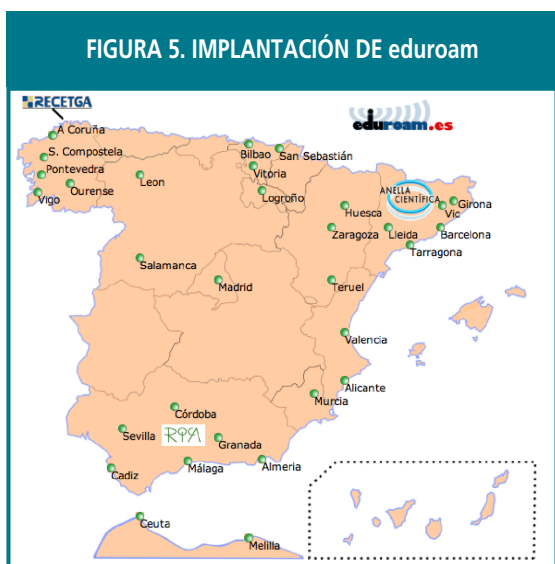 FIGURA 5. IMPLANTACIÓN DE eduroam
RECETGA
eduroam.es
A Coruña
S. Compostela
Pontevedra
Vigo
Ourense
Leon
Bilbao
San Sebastián
Vitoria
Logroño
Huesca
Zaragoza
ANELLA
CIENTÍFICA
Girona
Vic
Lleida
Barcelona
Tarragona
Salamanca
Madrid
Teruel
Valencia
Alicante
Murcia
Córdoba
Sevilla
RICA
Granada
Cadiz
Málaga
Almeria
Ceuta
Melilla